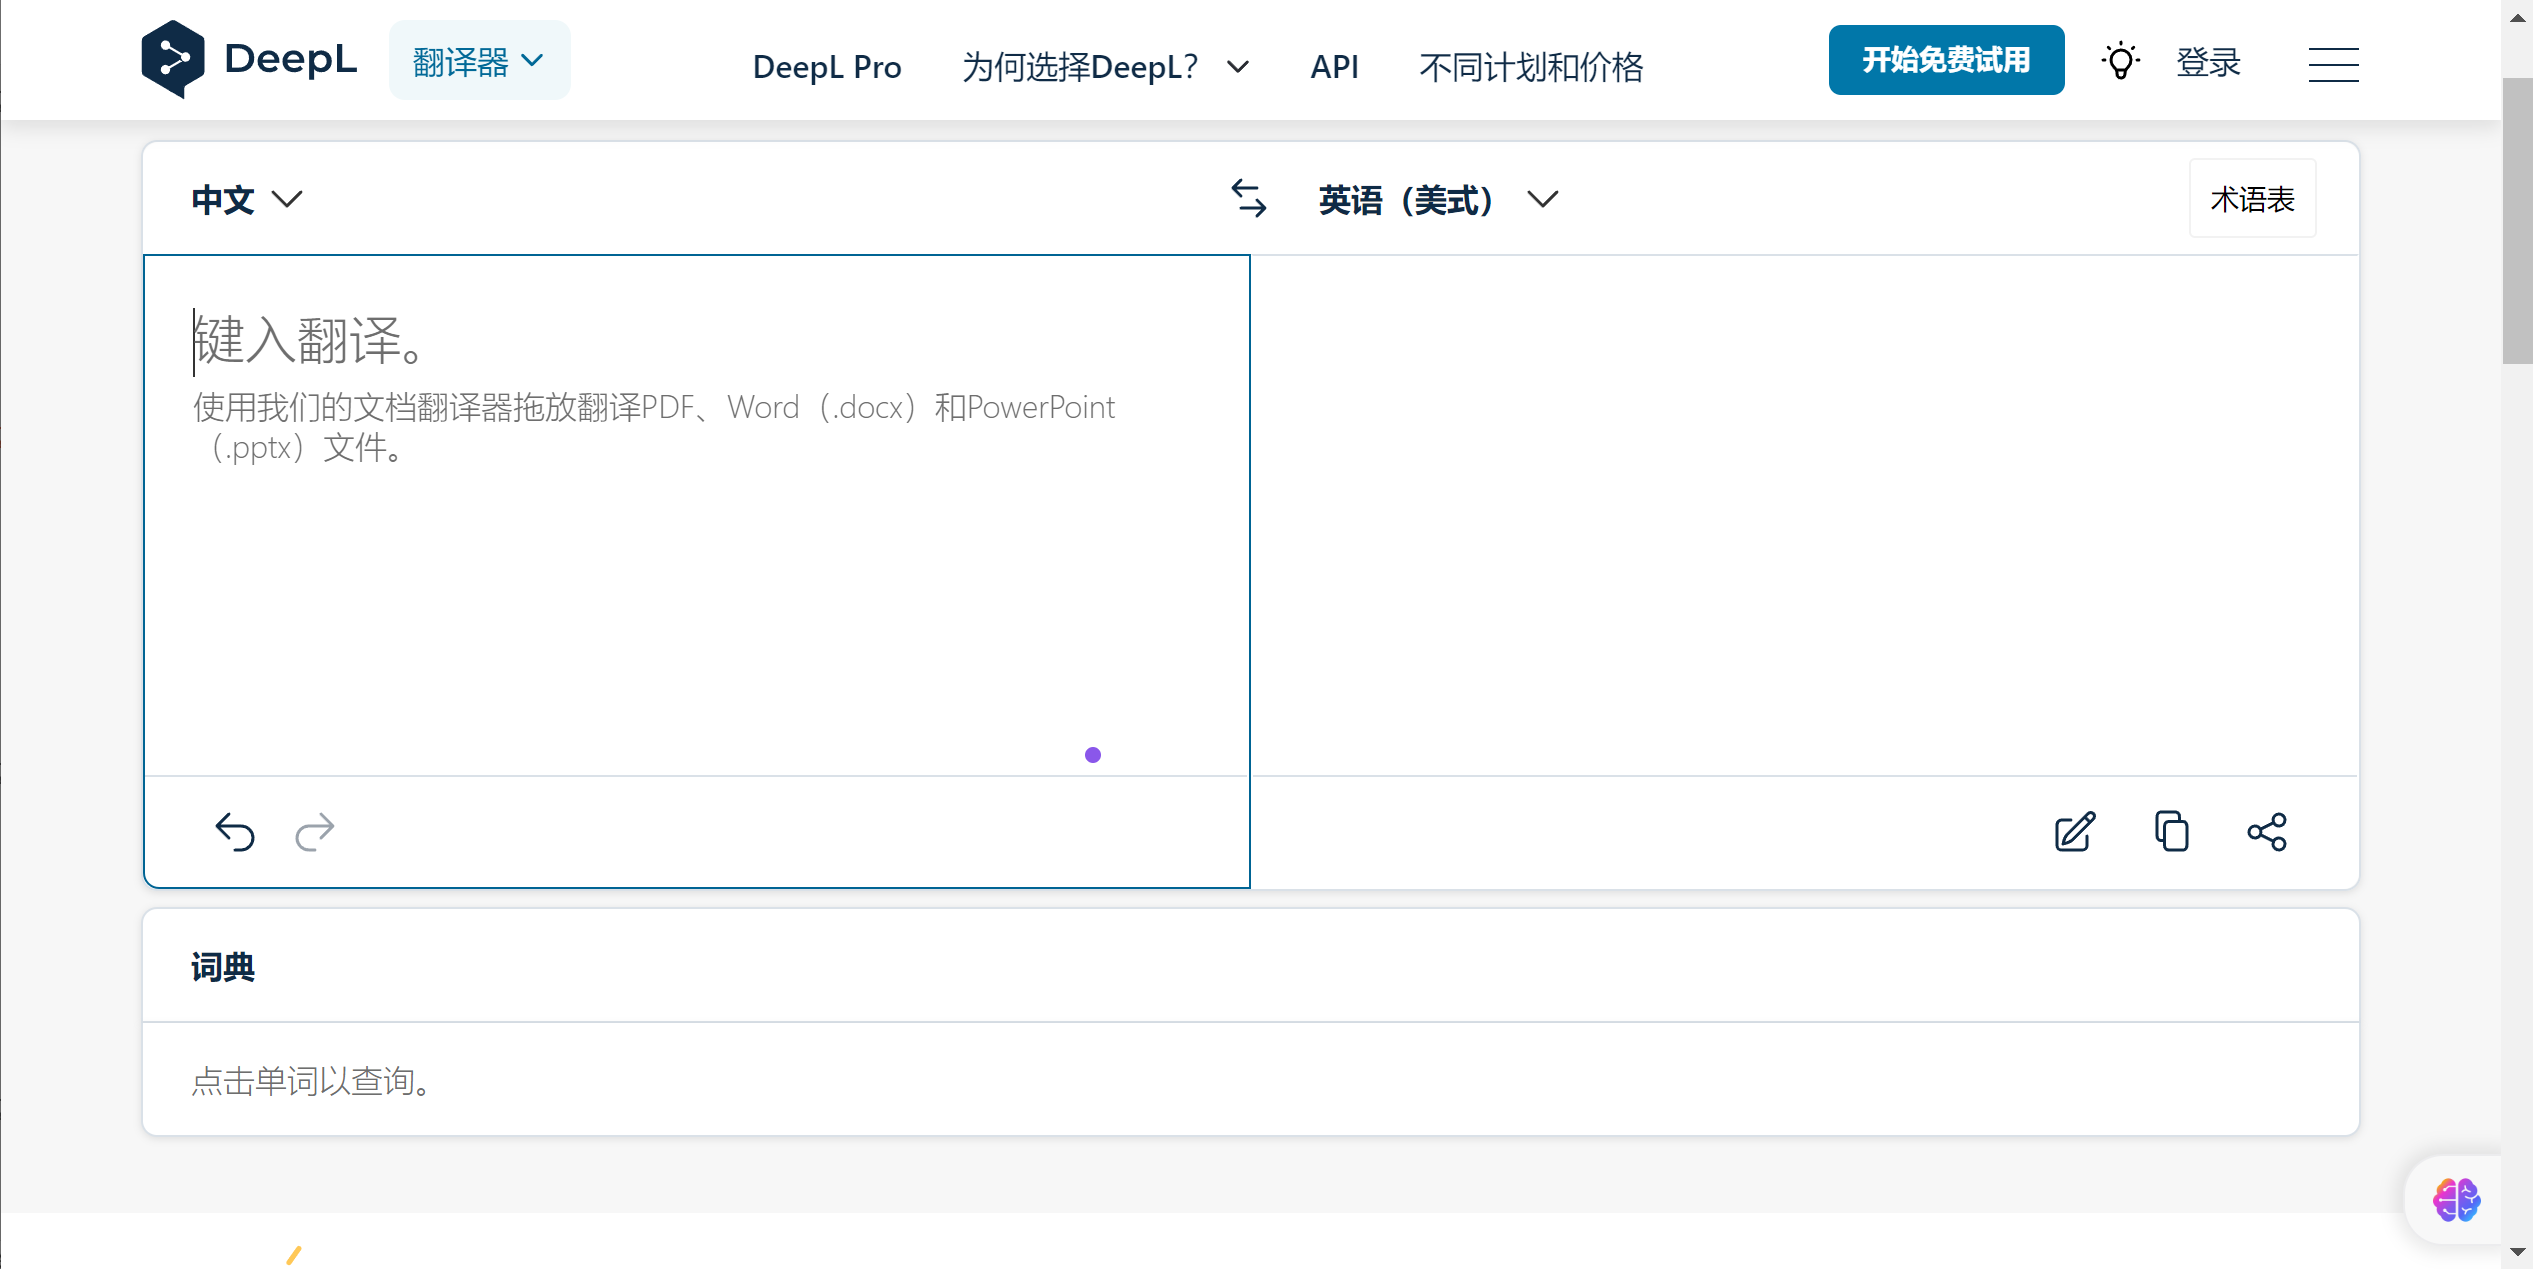 DeepL
翻译器
DeepL Pro
为何选择DeepL?
API
不同计划和价格
开始免费试用
登录
中文
英语（美式）
术语表
键入翻译。
使用我们的文档翻译器拖放翻译PDF、Word（.docx）和PowerPoint
（.pptx）文件。
词典
点击单词以查询。